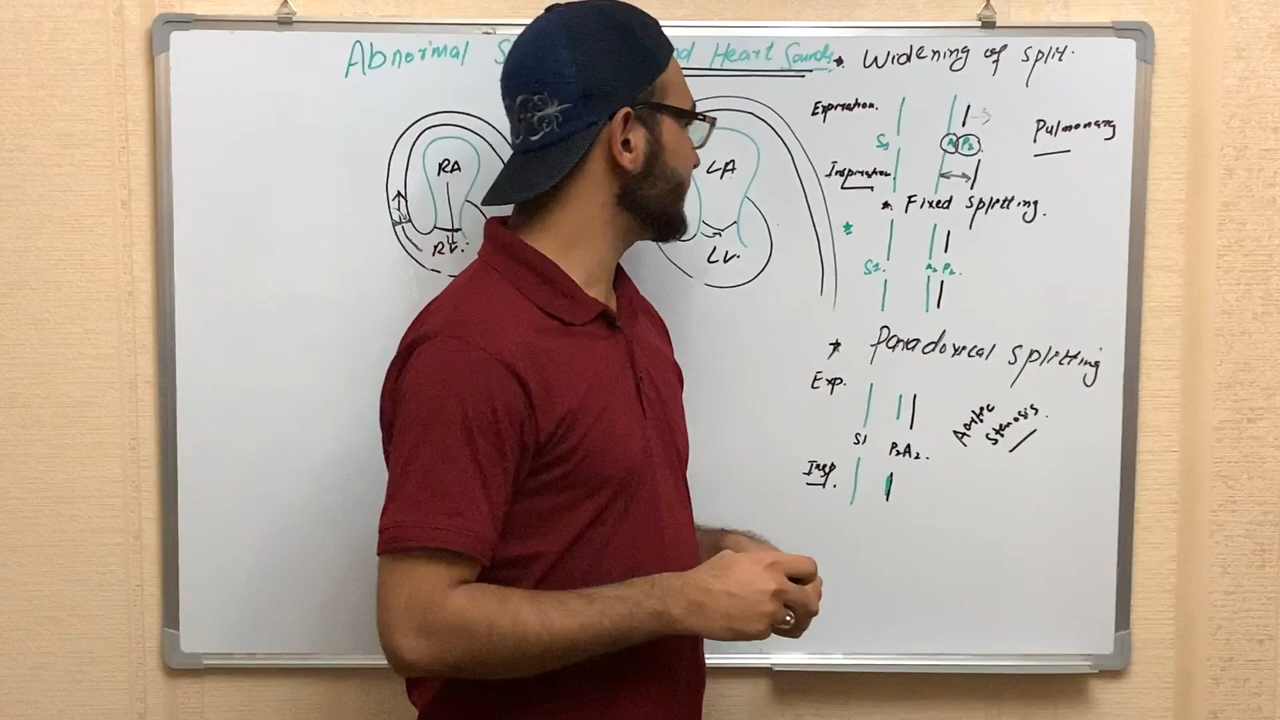 Abnormal S nd Heart Sounds
* Widening of split.
Expiration.
S1
A2 P2
Pulmonary
Inspiration.
* Fixed Splitting.
*
S1. A2 P2.
* Paradoxical Splitting
Exp.
S1 P2 A2.
Aortic
Stenosis.
Insp.
RA
RV.
LA
LV.